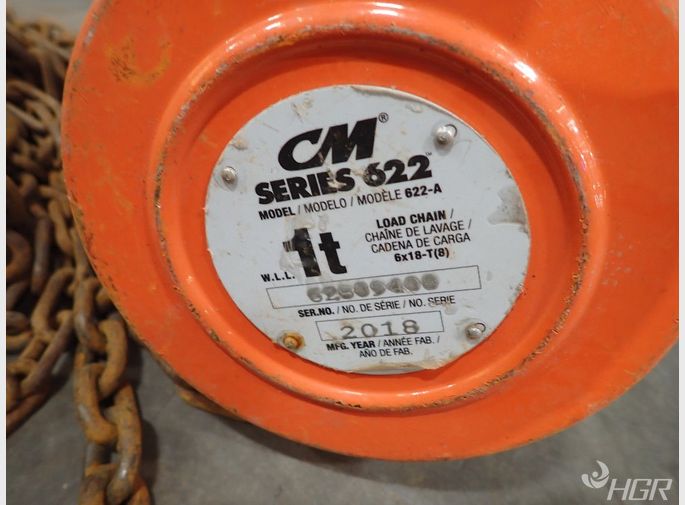 CM®
SERIES 622™
MODEL / MODELO / MODÈLE 622-A
W.L.L. 1t
LOAD CHAIN /
CHAÎNE DE LAVAGE /
CADENA DE CARGA
6x18-T(8)
SER.NO. / NO. DE SÉRIE / NO. SERIE
2018
MFG. YEAR / ANNÉE FAB. /
AÑO DE FAB.
HGR